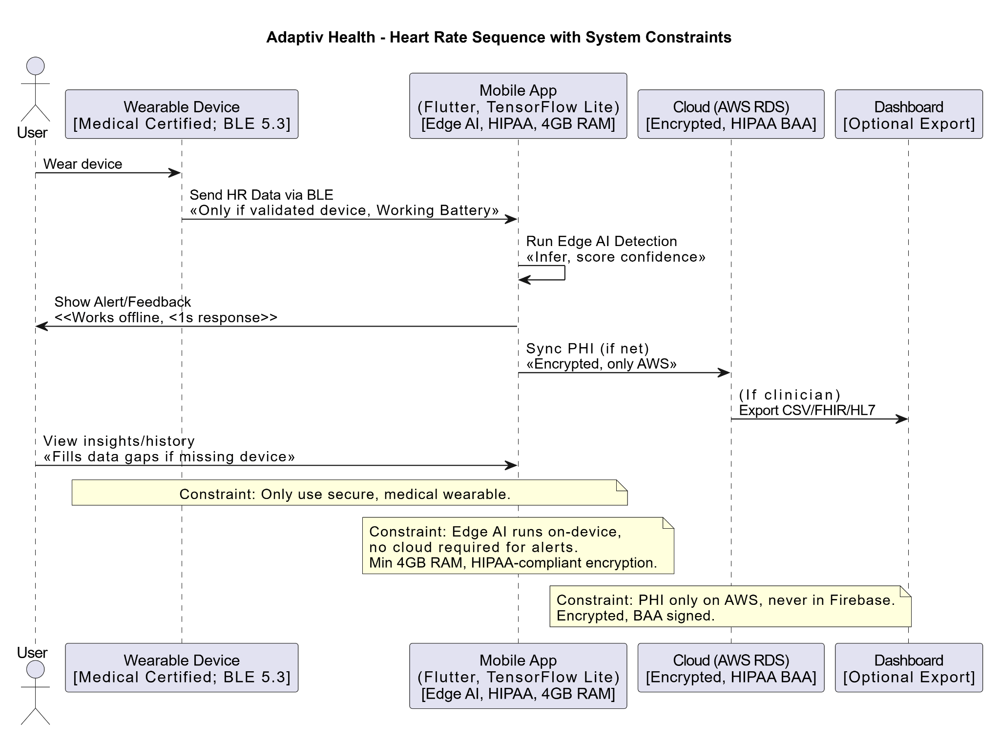 Adaptiv Health - Heart Rate Sequence with System Constraints
User
Wearable Device
[Medical Certified; BLE 5.3]
Mobile App
(Flutter, TensorFlow Lite)
[Edge AI, HIPAA, 4GB RAM]
Cloud (AWS RDS)
[Encrypted, HIPAA BAA]
Dashboard
[Optional Export]
Wear device
Send HR Data via BLE
«Only if validated device, Working Battery»
Run Edge AI Detection
«Infer, score confidence»
Show Alert/Feedback
<<Works offline, <1s response>>
Sync PHI (if net)
«Encrypted, only AWS»
(If clinician)
Export CSV/FHIR/HL7
View insights/history
«Fills data gaps if missing device»
Constraint: Only use secure, medical wearable.
Constraint: Edge AI runs on-device,
no cloud required for alerts.
Min 4GB RAM, HIPAA-compliant encryption.
Constraint: PHI only on AWS, never in Firebase.
Encrypted, BAA signed.
User
Wearable Device
[Medical Certified; BLE 5.3]
Mobile App
(Flutter, TensorFlow Lite)
[Edge AI, HIPAA, 4GB RAM]
Cloud (AWS RDS)
[Encrypted, HIPAA BAA]
Dashboard
[Optional Export]